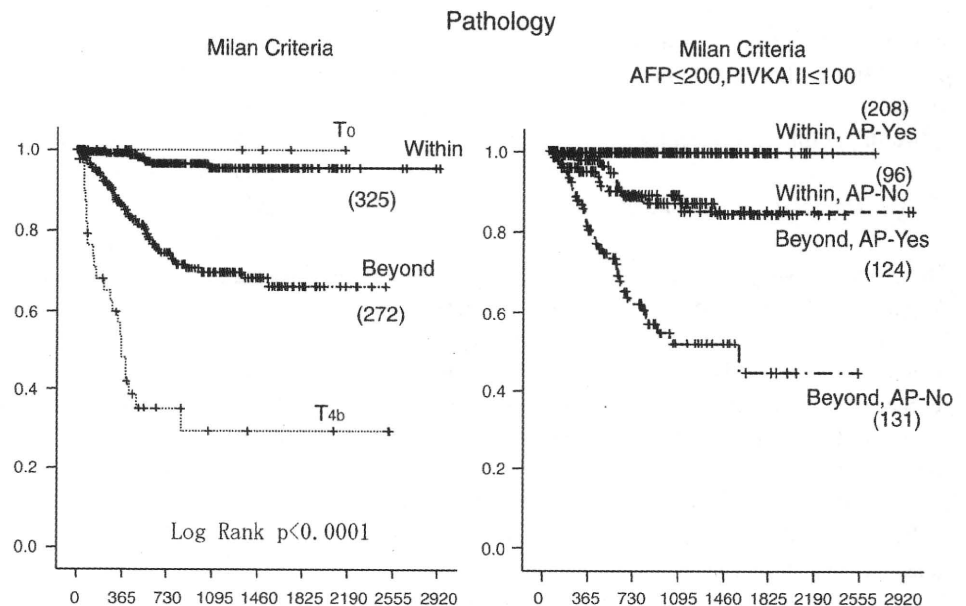 Pathology
Milan Criteria
T0
Within
(325)
Beyond
(272)
T4b
Log Rank p<0.0001
1.0
0.8
0.6
0.4
0.2
0.0
0 365 730 1095 1460 1825 2190 2555 2920
Milan Criteria
AFP≤200,PIVKA II≤100
(208)
Within, AP-Yes
(96)
Within, AP-No
Beyond, AP-Yes
(124)
Beyond, AP-No
(131)
1.0
0.8
0.6
0.4
0.2
0.0
0 365 730 1095 1460 1825 2190 2555 2920